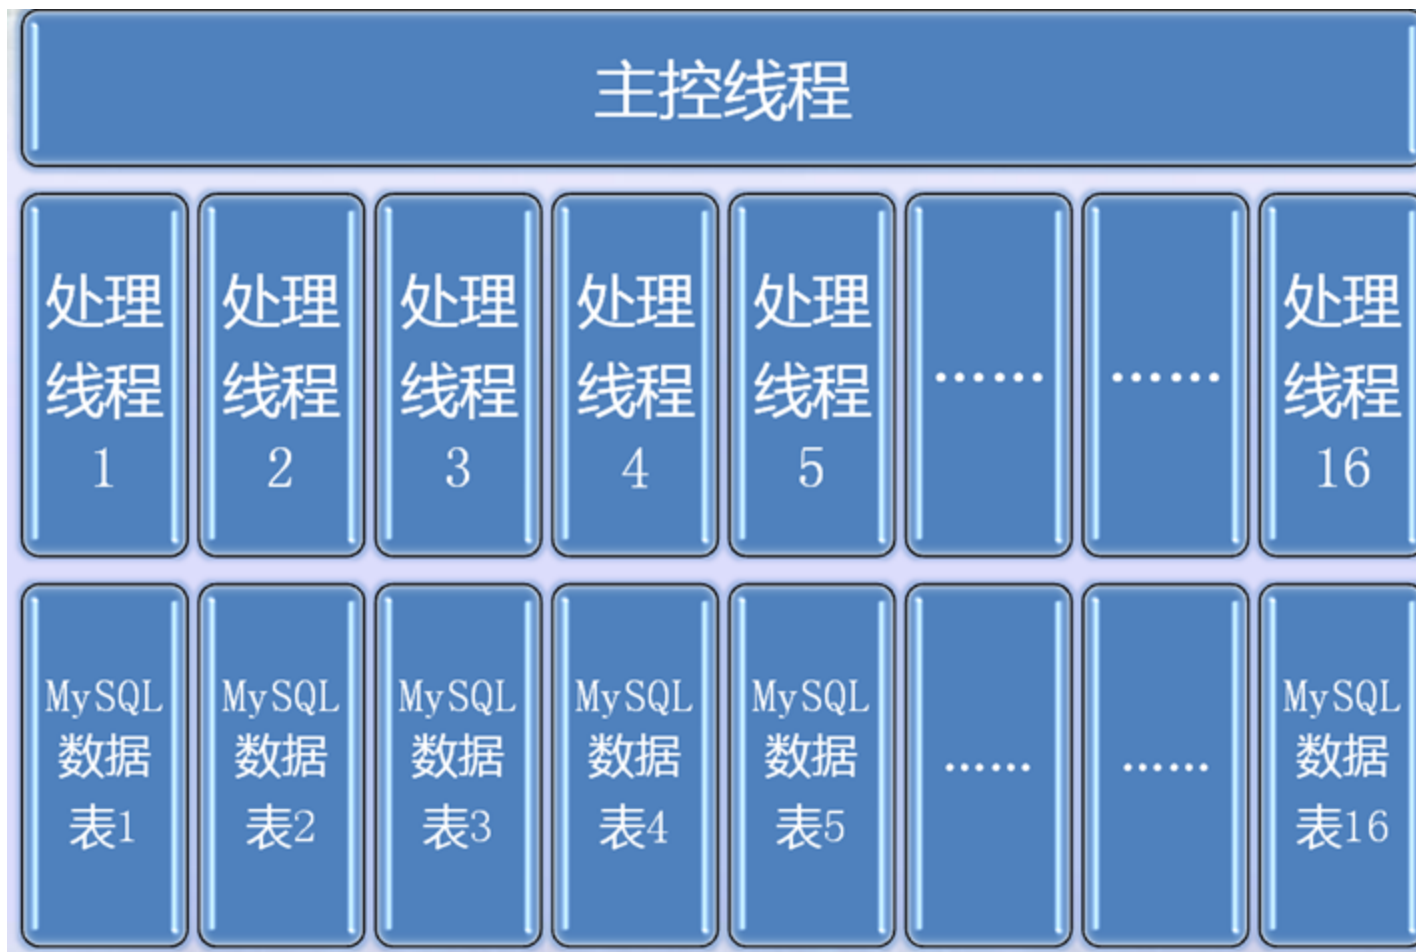 主控线程
处理
线程
1
处理
线程
2
处理
线程
3
处理
线程
4
处理
线程
5
……
……
处理
线程
16
MySQL
数据
表1
MySQL
数据
表2
MySQL
数据
表3
MySQL
数据
表4
MySQL
数据
表5
……
……
MySQL
数据
表16